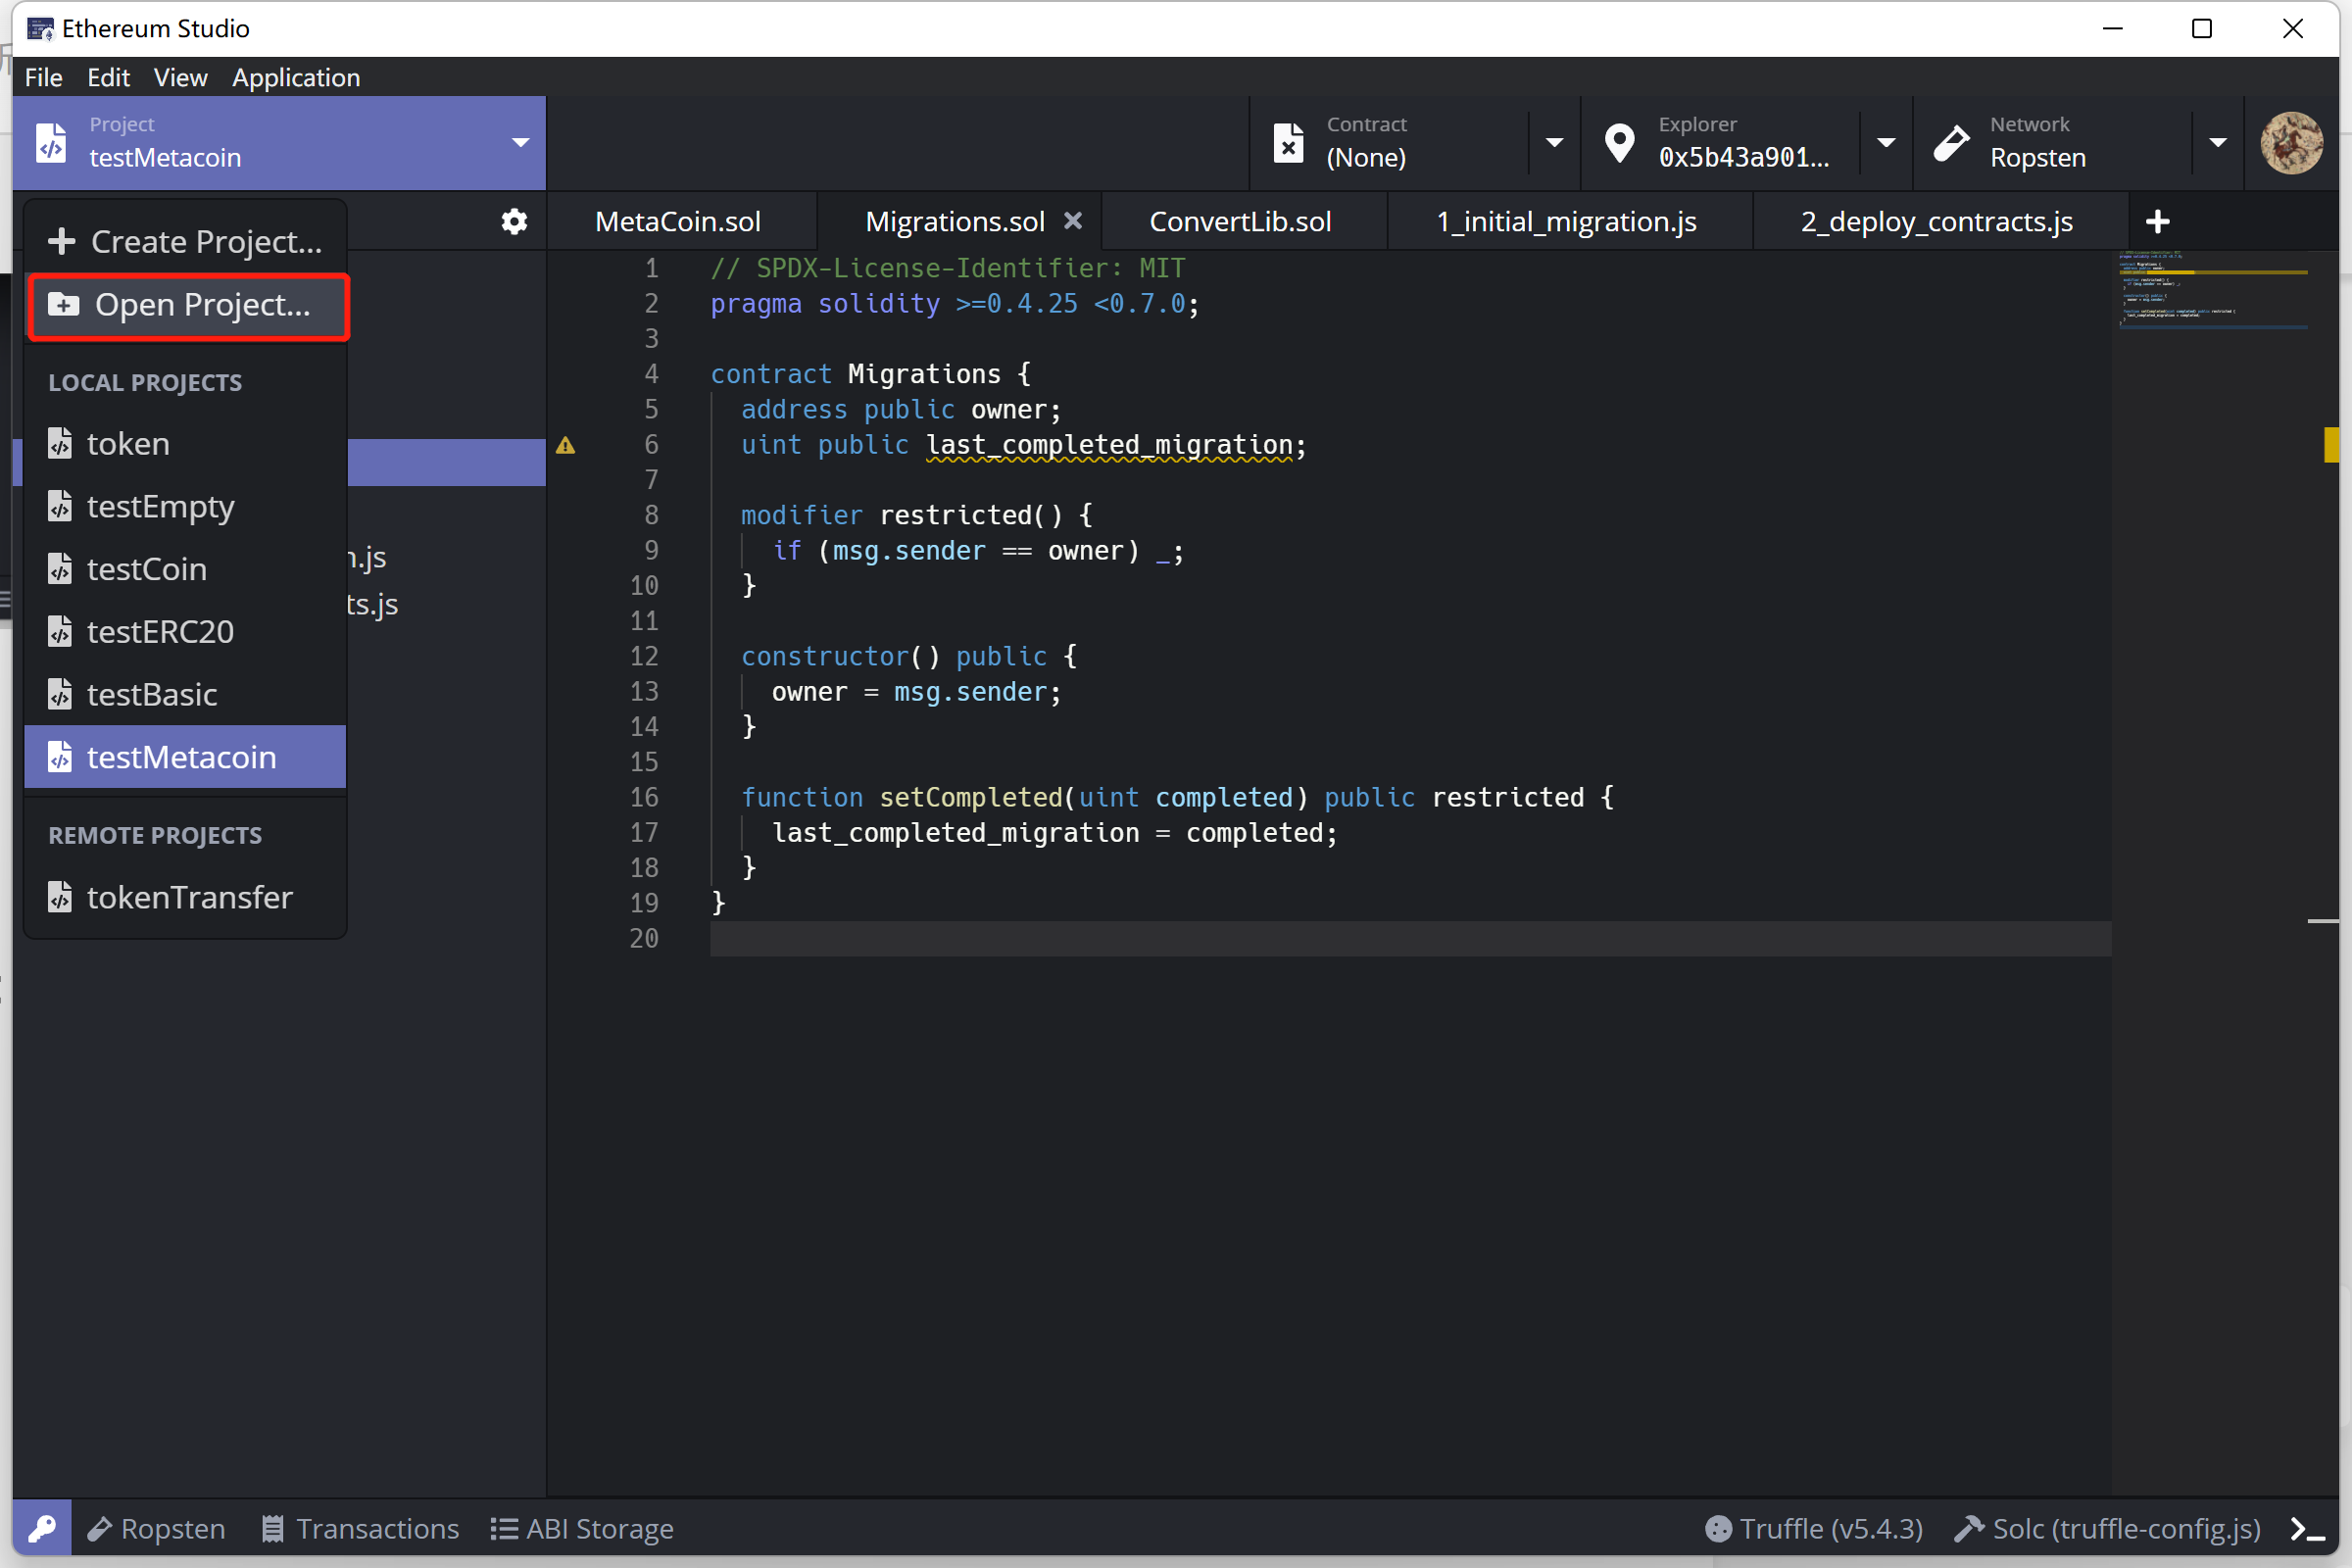 Ethereum Studio
File Edit View Application
Project
testMetacoin
Contract
(None)
Explorer
0x5b43a901...
Network
Ropsten
MetaCoin.sol
Migrations.sol
ConvertLib.sol
1_initial_migration.js
2_deploy_contracts.js
Create Project...
Open Project...
LOCAL PROJECTS
token
testEmpty
testCoin
testERC20
testBasic
testMetacoin
REMOTE PROJECTS
tokenTransfer
n.js
ts.js
1 // SPDX-License-Identifier: MIT
2 pragma solidity >=0.4.25 <0.7.0;
3
4 contract Migrations {
5 address public owner;
6 uint public last_completed_migration;
7
8 modifier restricted() {
9 if (msg.sender == owner) _;
10 }
11
12 constructor() public {
13 owner = msg.sender;
14 }
15
16 function setCompleted(uint completed) public restricted {
17 last_completed_migration = completed;
18 }
19 }
20
Ropsten
Transactions
ABI Storage
Truffle (v5.4.3)
Solc (truffle-config.js)